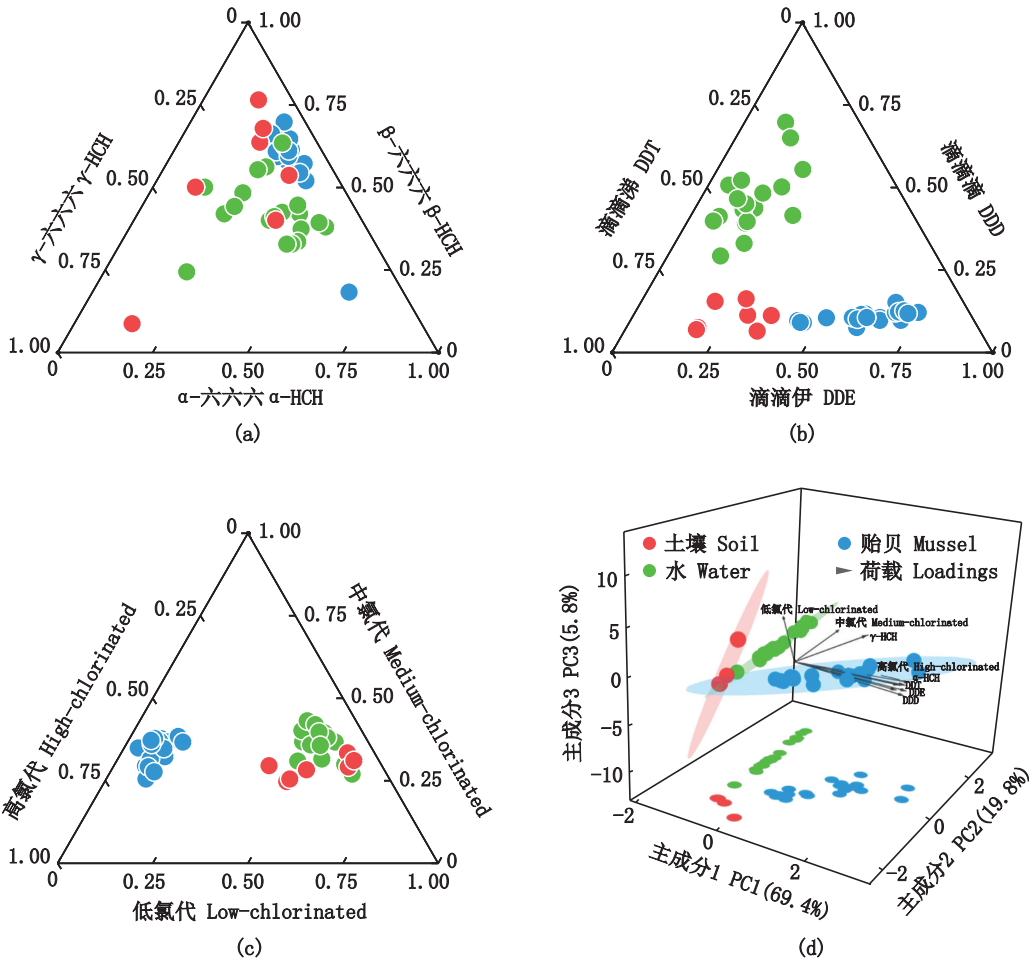 0
1.00
0.25
0.75
γ-六六六 γ-HCH
β-六六六 β-HCH
0.50
0.50
0.75
0.25
1.00
0
0
0.25
0.50
0.75
1.00
α-六六六 α-HCH
(a)
0
1.00
0.25
0.75
滴滴涕 DDT
滴滴滴 DDD
0.50
0.50
0.75
0.25
1.00
0
0
0.25
0.50
0.75
1.00
滴滴伊 DDE
(b)
0
1.00
0.25
0.75
高氯代 High-chlorinated
中氯代 Medium-chlorinated
0.50
0.50
0.75
0.25
1.00
0
0
0.25
0.50
0.75
1.00
低氯代 Low-chlorinated
(c)
土壤 Soil
贻贝 Mussel
水 Water
荷载 Loadings
低氯代 Low-chlorinated
中氯代 Medium-chlorinated
γ-HCH
高氯代 High-chlorinated
α-HCH
DDT
DDE
DDD
主成分3 PC3(5.8%)
10
5
0
-5
-10
-2
0
2
主成分1 PC1(69.4%)
-2
0
2
主成分2 PC2(19.8%)
(d)